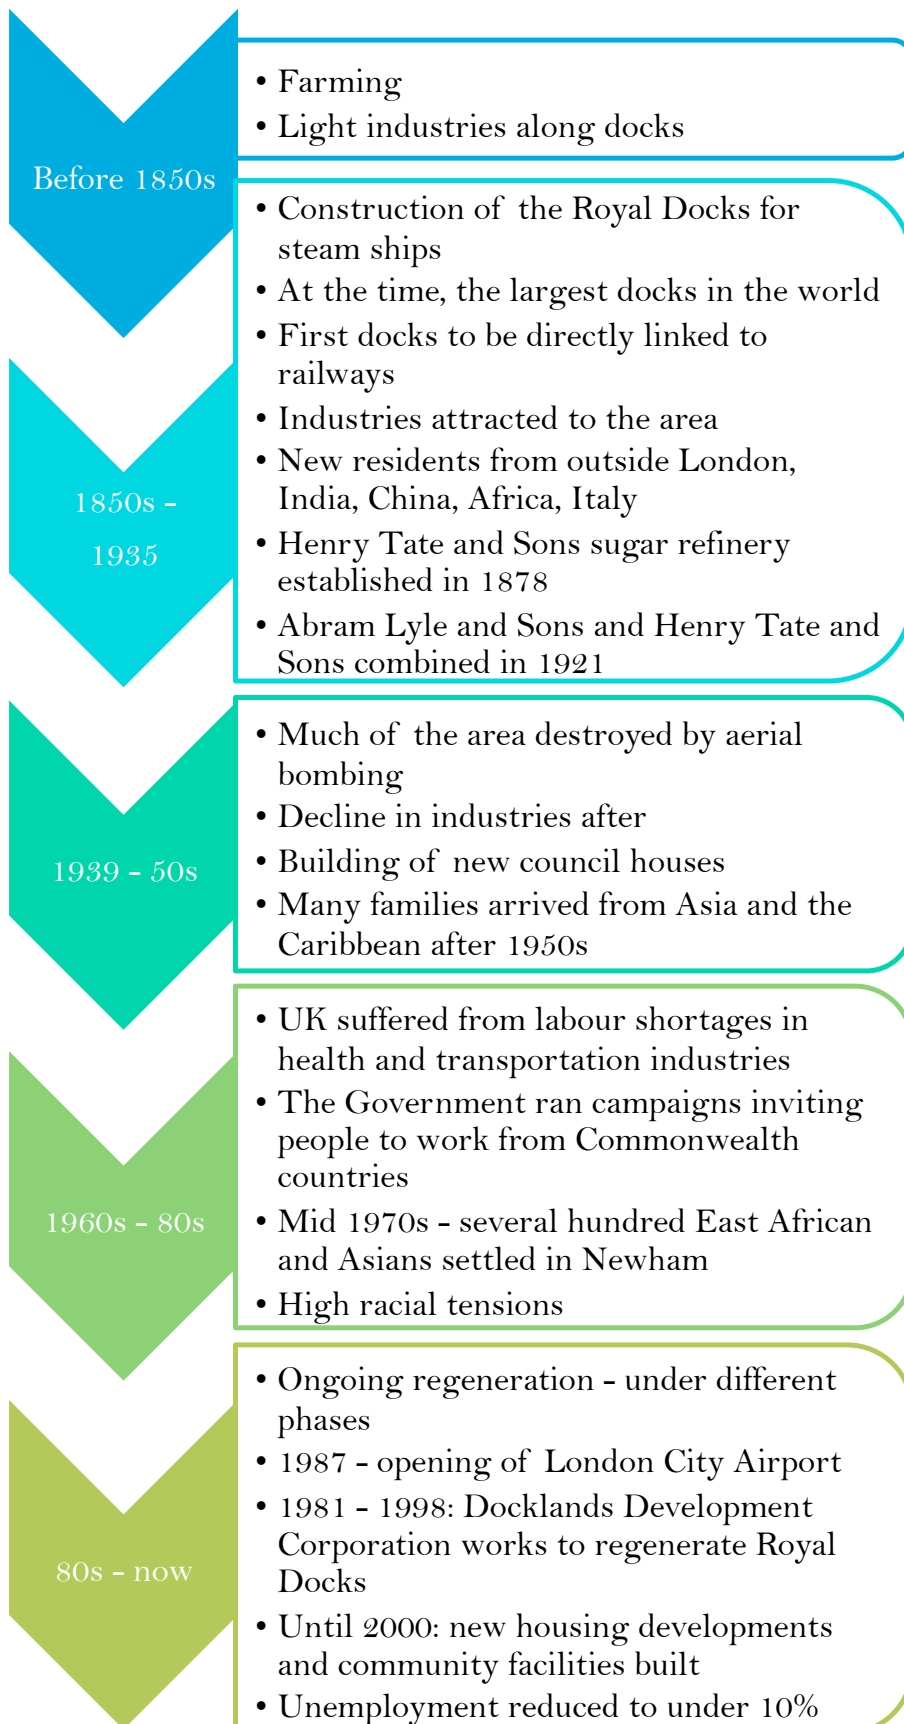 Before 1850s
• Farming
• Light industries along docks
1850s -
1935
• Construction of the Royal Docks for
steam ships
• At the time, the largest docks in the world
• First docks to be directly linked to
railways
• Industries attracted to the area
• New residents from outside London,
India, China, Africa, Italy
• Henry Tate and Sons sugar refinery
established in 1878
• Abram Lyle and Sons and Henry Tate and
Sons combined in 1921
1939 - 50s
• Much of the area destroyed by aerial
bombing
• Decline in industries after
• Building of new council houses
• Many families arrived from Asia and the
Caribbean after 1950s
1960s - 80s
• UK suffered from labour shortages in
health and transportation industries
• The Government ran campaigns inviting
people to work from Commonwealth
countries
• Mid 1970s - several hundred East African
and Asians settled in Newham
• High racial tensions
80s - now
• Ongoing regeneration - under different
phases
• 1987 - opening of London City Airport
• 1981 - 1998: Docklands Development
Corporation works to regenerate Royal
Docks
• Until 2000: new housing developments
and community facilities built
• Unemployment reduced to under 10%